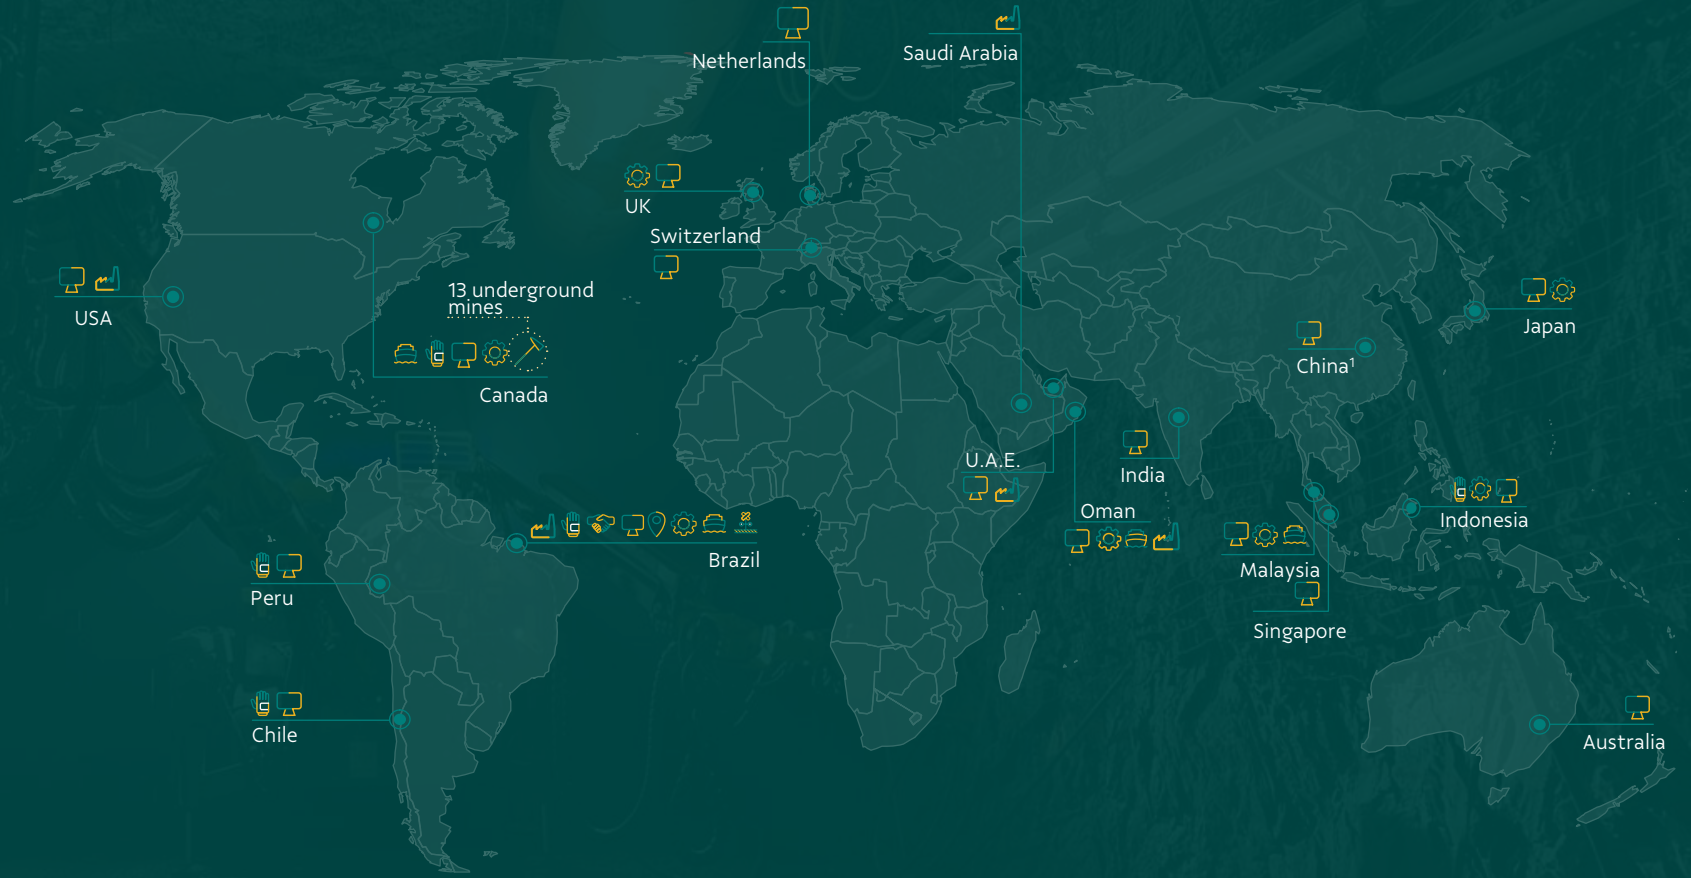 Netherlands
Saudi Arabia
UK
Switzerland
13 underground
mines
USA
Canada
Japan
China¹
U.A.E.
India
Oman
Indonesia
Brazil
Malaysia
Peru
Singapore
Chile
Australia